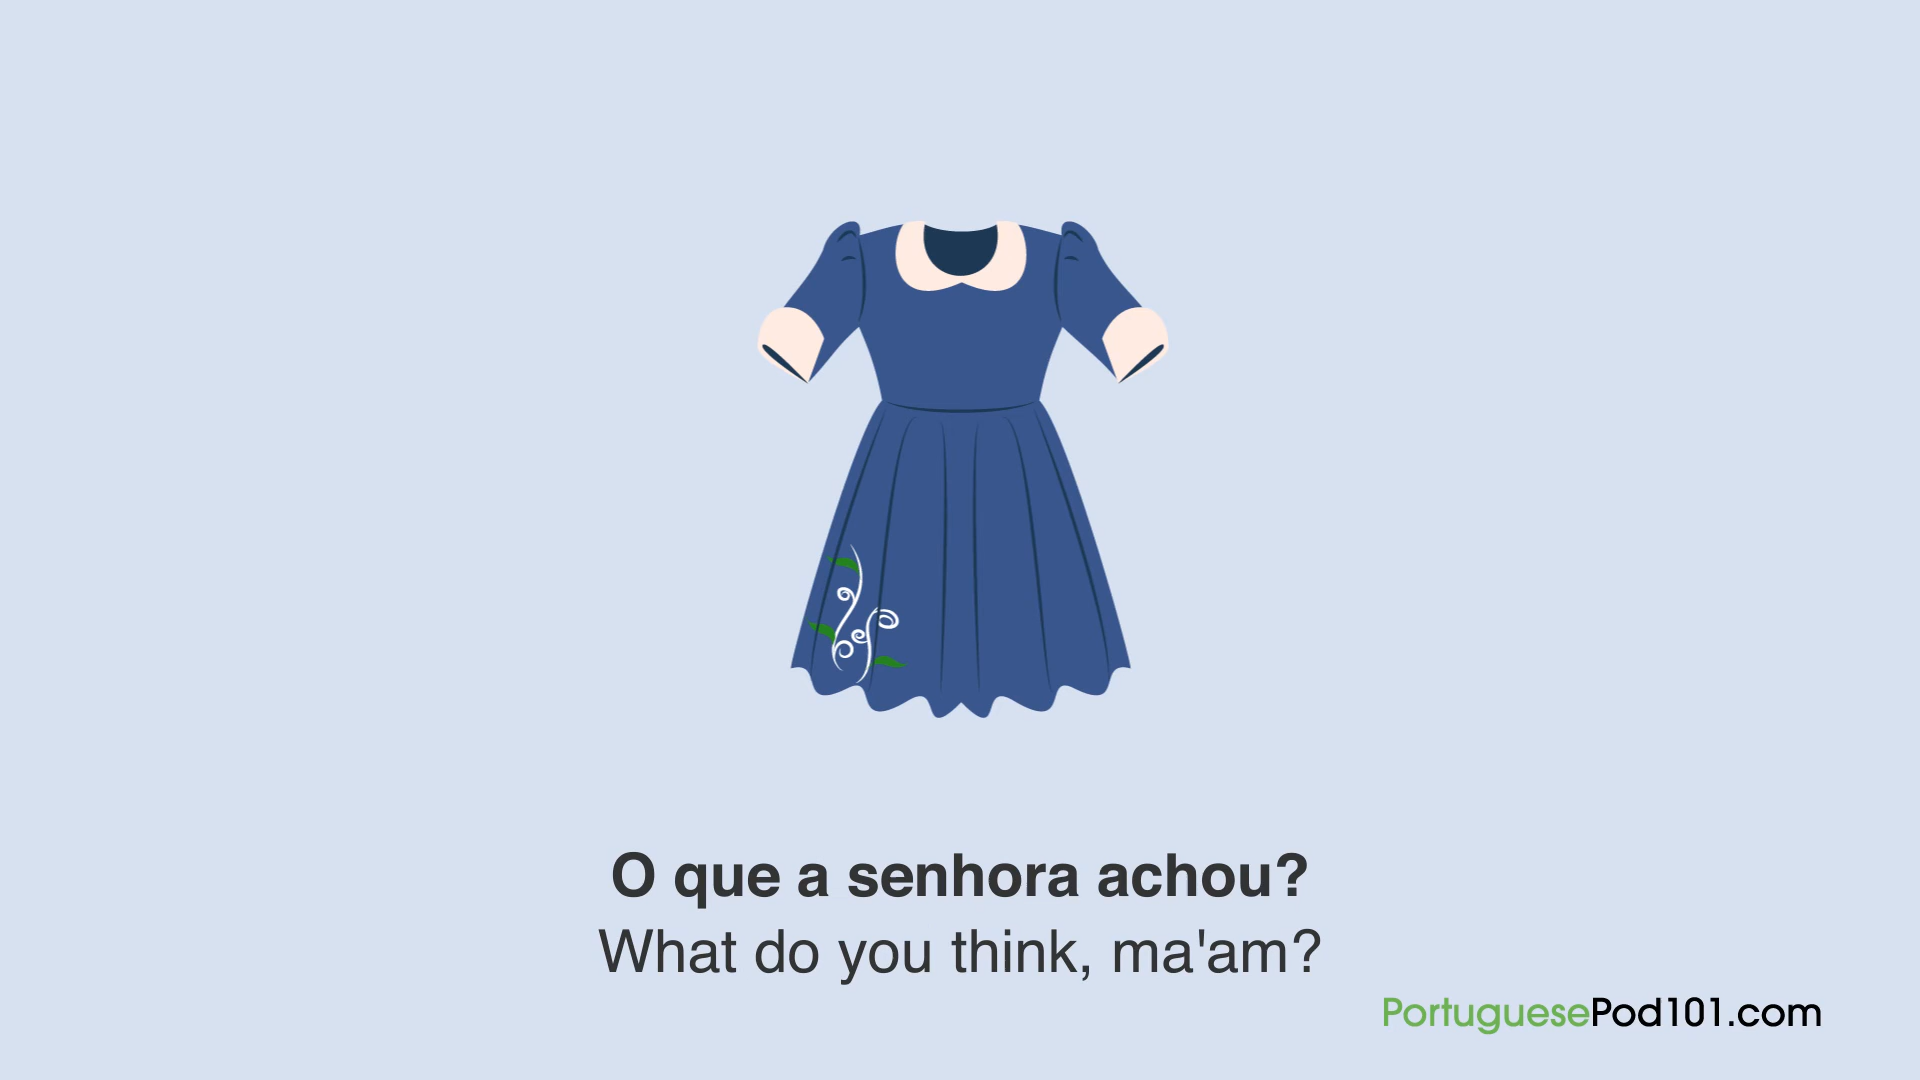 O que a senhora achou?
What do you think, ma'am?
PortuguesePod101.com